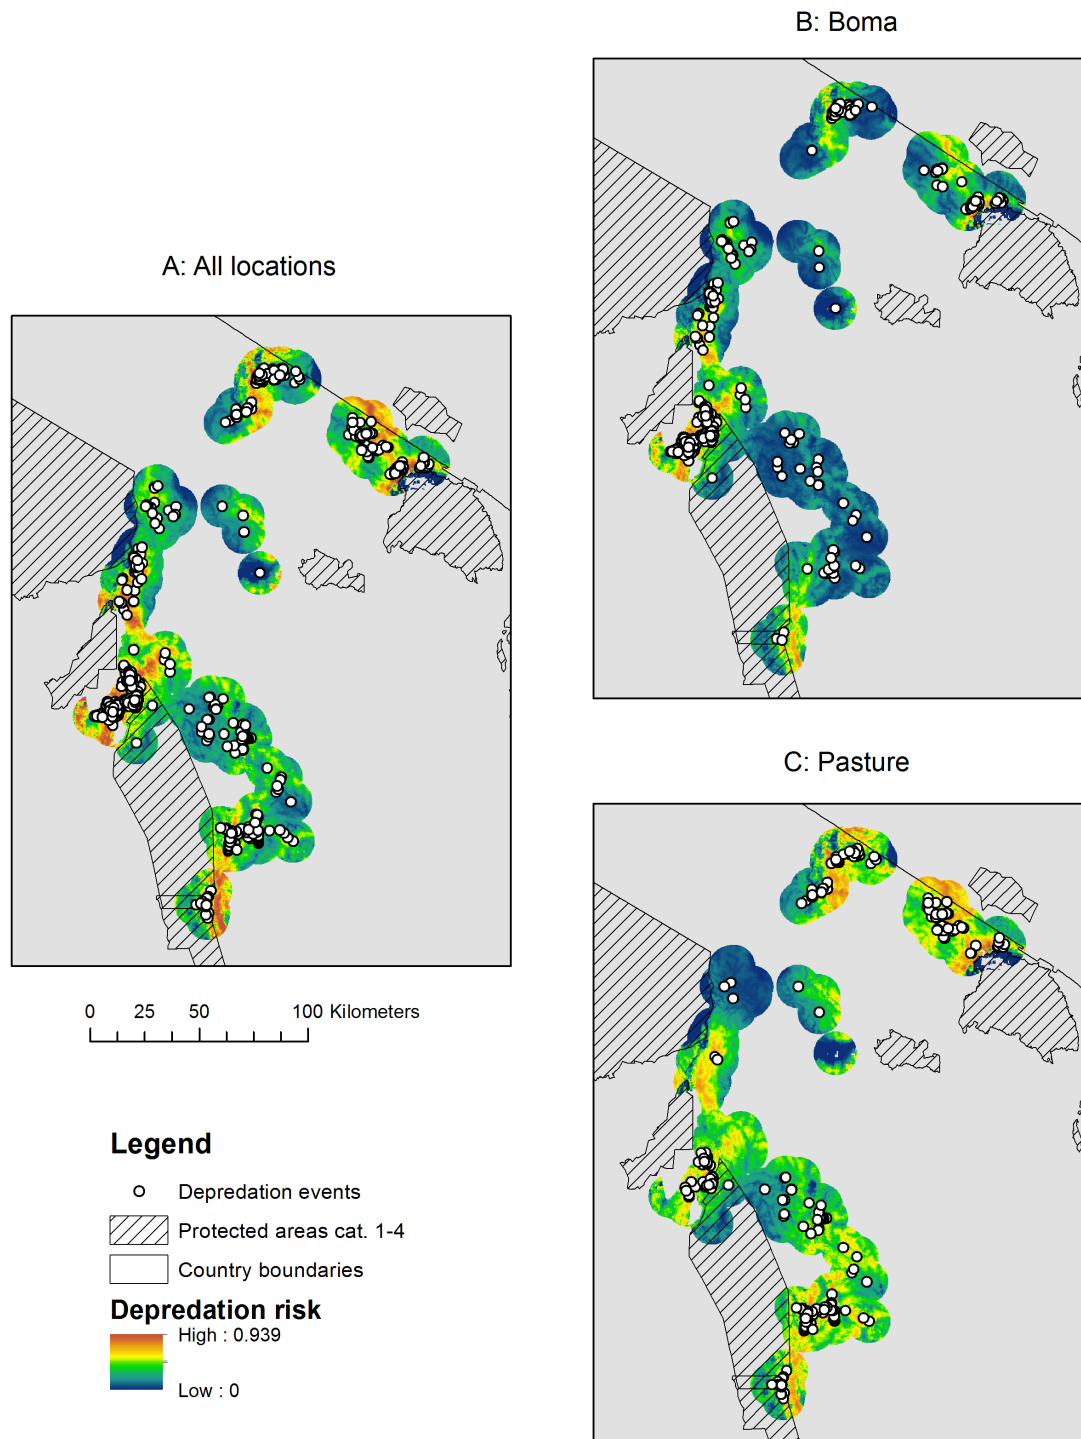 B: Boma
A: All locations
C: Pasture
0 25 50 100 Kilometers
Legend
Depredation events
Protected areas cat. 1-4
Country boundaries
Depredation risk
High : 0.939
Low : 0